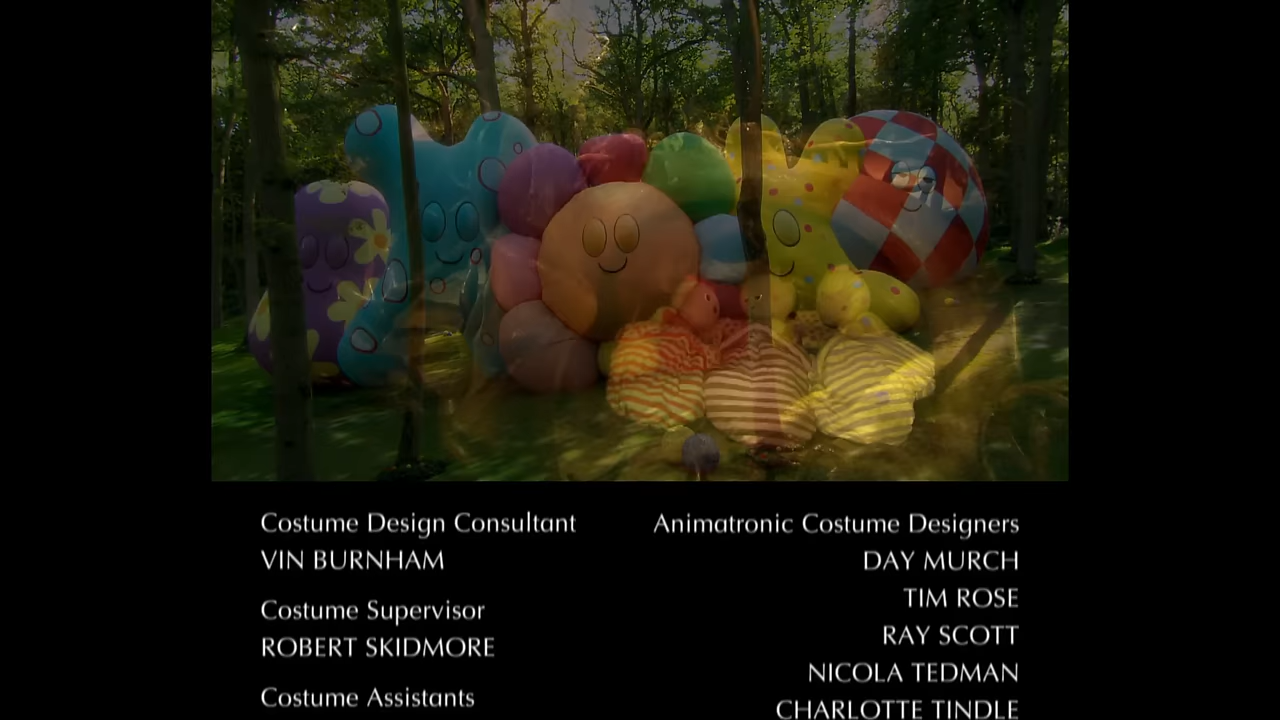 Costume Design Consultant
VIN BURNHAM
Costume Supervisor
ROBERT SKIDMORE
Costume Assistants
Animatronic Costume Designers
DAY MURCH
TIM ROSE
RAY SCOTT
NICOLA TEDMAN
CHARLOTTE TINDLE